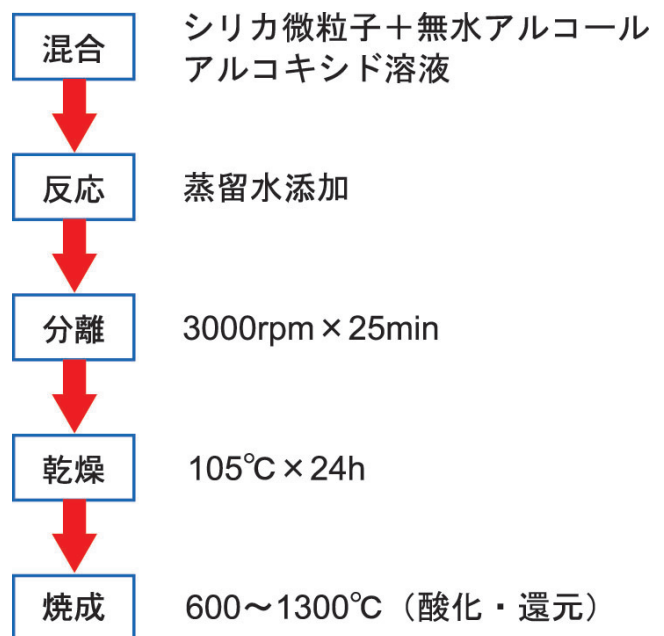 混合
シリカ微粒子＋無水アルコール
アルコキシド溶液
反応
蒸留水添加
分離
3000rpm×25min
乾燥
105℃×24h
焼成
600～1300℃（酸化・還元）